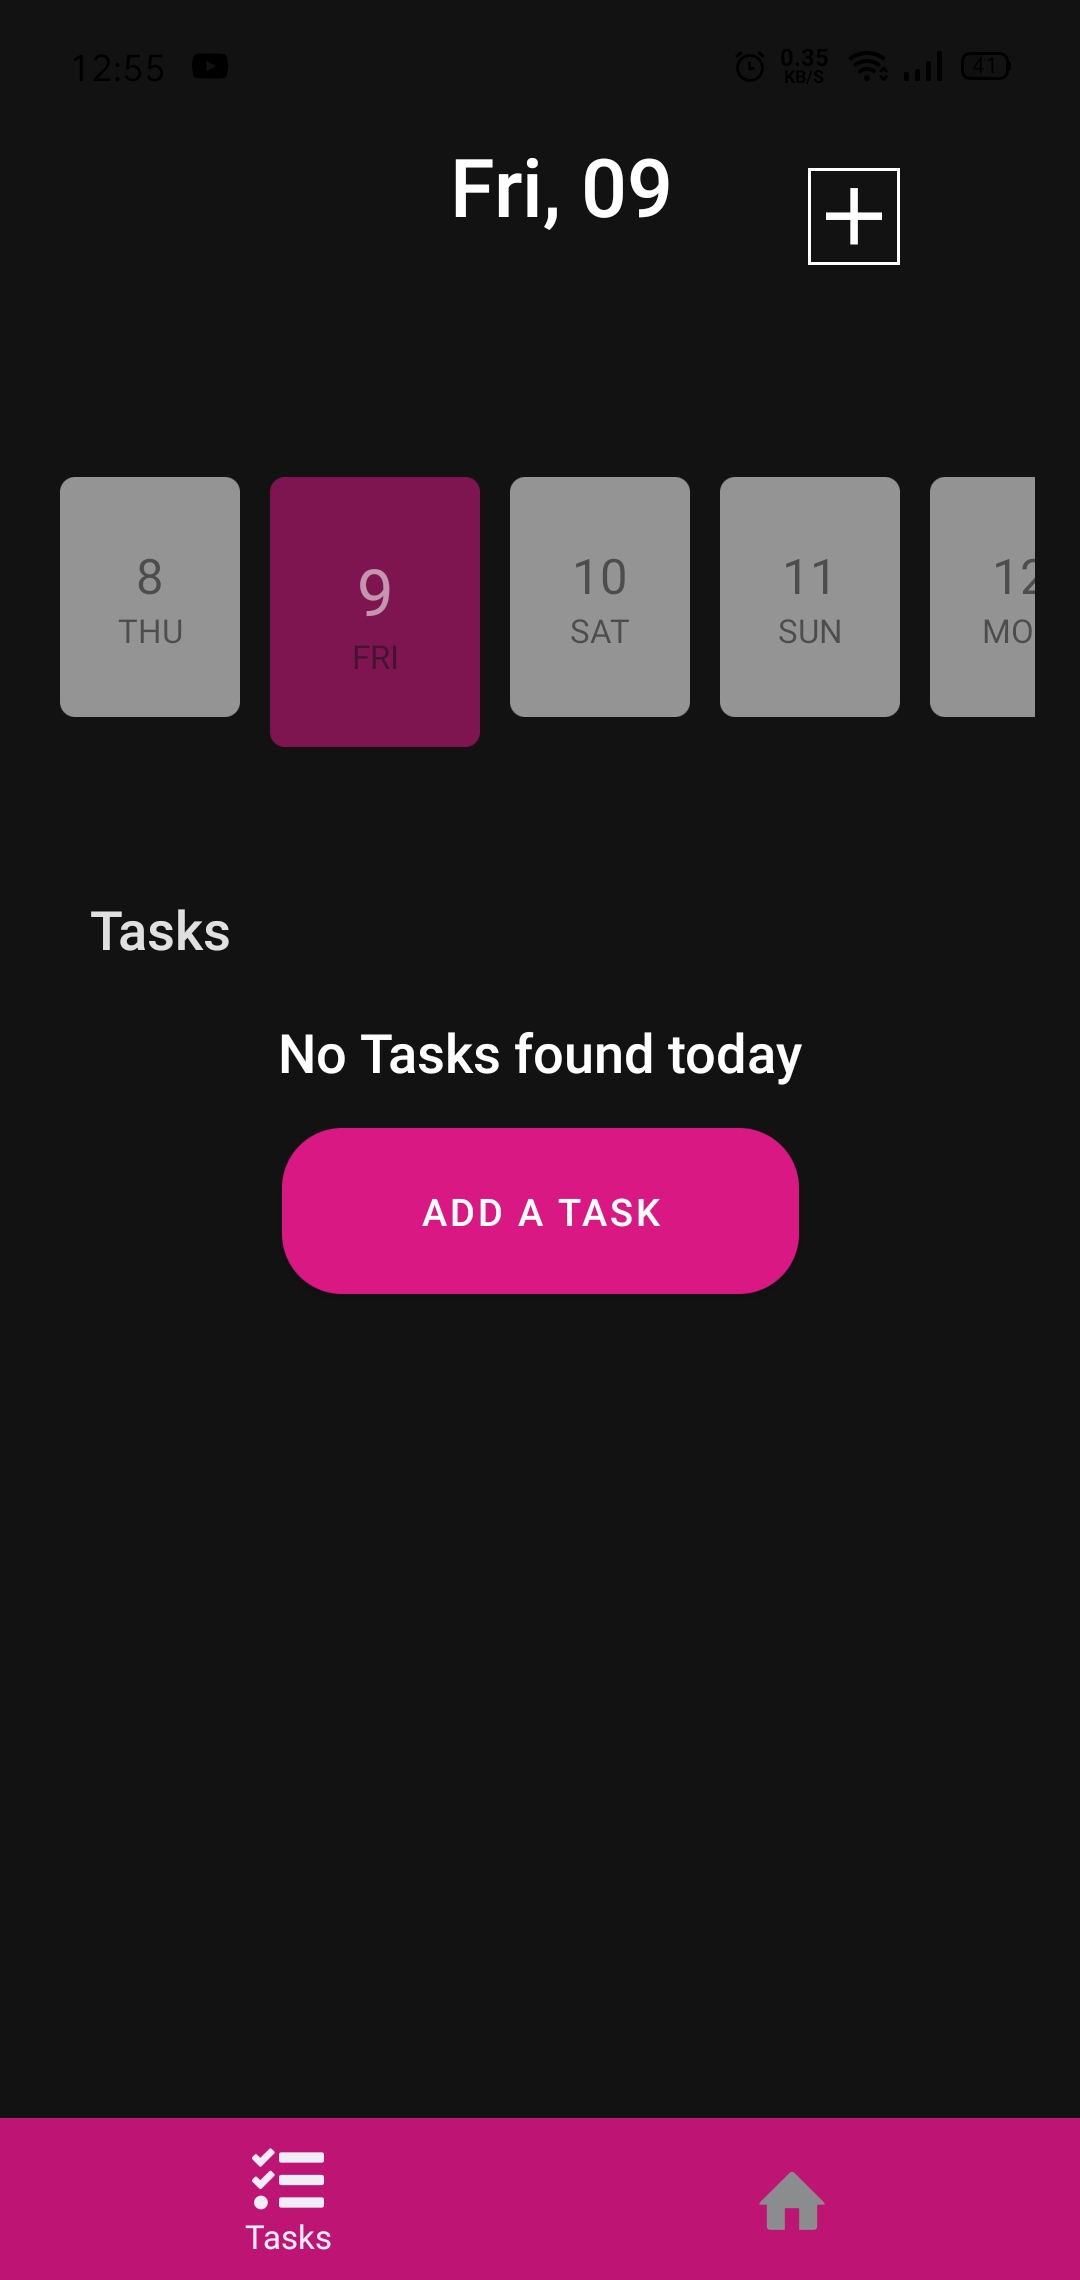 12:55
0.35
KB/S
41
Fri, 09
8
THU
9
FRI
10
SAT
11
SUN
12
MO
Tasks
No Tasks found today
ADD A TASK
Tasks